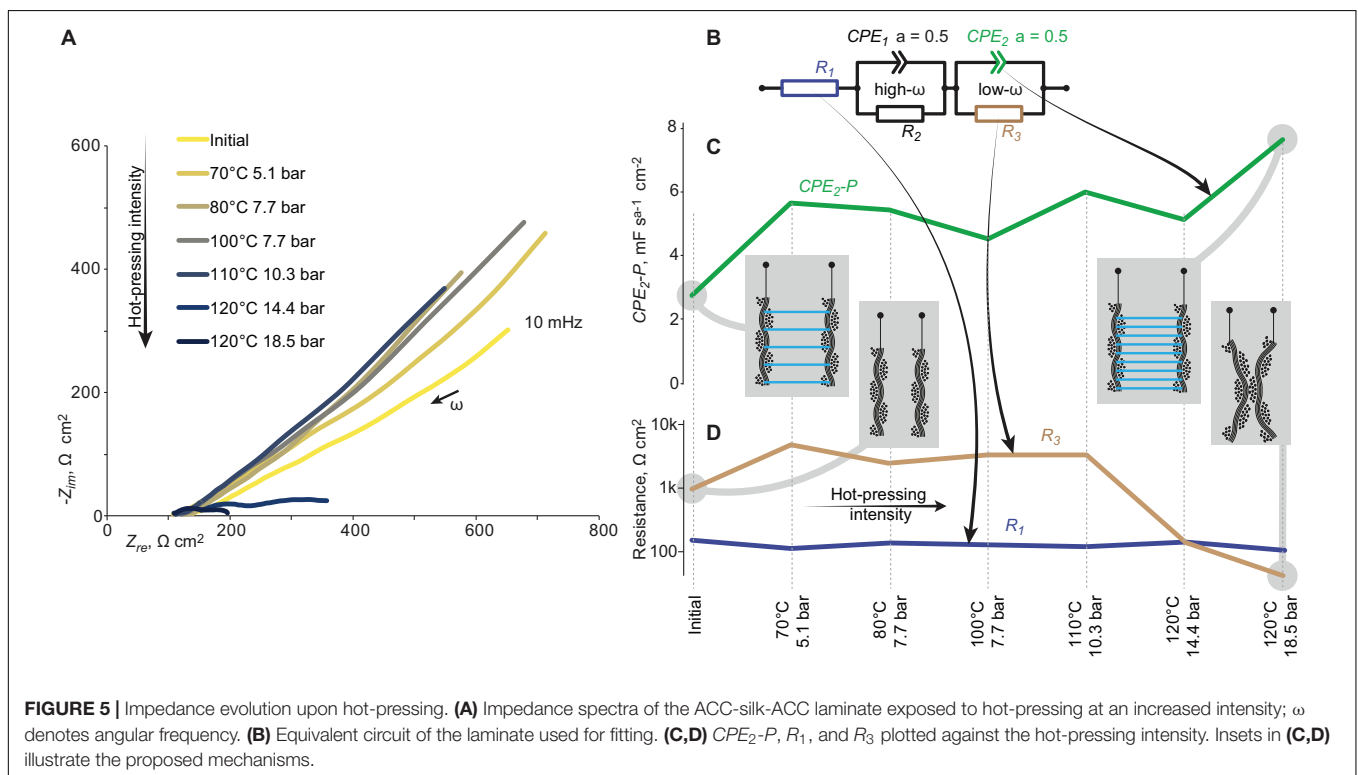 A
600
400
200
0
-Z_Im, Ω cm²
Hot-pressing intensity
Initial
70°C 5.1 bar
80°C 7.7 bar
100°C 7.7 bar
110°C 10.3 bar
120°C 14.4 bar
120°C 18.5 bar
10 mHz
ω
0
200
400
600
800
Z_re, Ω cm²
B
CPE₁ a = 0.5
CPE₂ a = 0.5
R₁
high-ω
low-ω
R₂
R₃
C
8
6
4
2
0
CPE₂-P, mF sᵃ⁻¹ cm⁻²
CPE₂-P
D
10k
1k
100
Resistance, Ω cm²
R₃
Hot-pressing
intensity
R₁
Initial
70°C
5.1 bar
80°C
7.7 bar
100°C
7.7 bar
110°C
10.3 bar
120°C
14.4 bar
120°C
18.5 bar
FIGURE 5 | Impedance evolution upon hot-pressing. (A) Impedance spectra of the ACC-silk-ACC laminate exposed to hot-pressing at an increased intensity; ω
denotes angular frequency. (B) Equivalent circuit of the laminate used for fitting. (C,D) CPE₂-P, R₁, and R₃ plotted against the hot-pressing intensity. Insets in (C,D)
illustrate the proposed mechanisms.